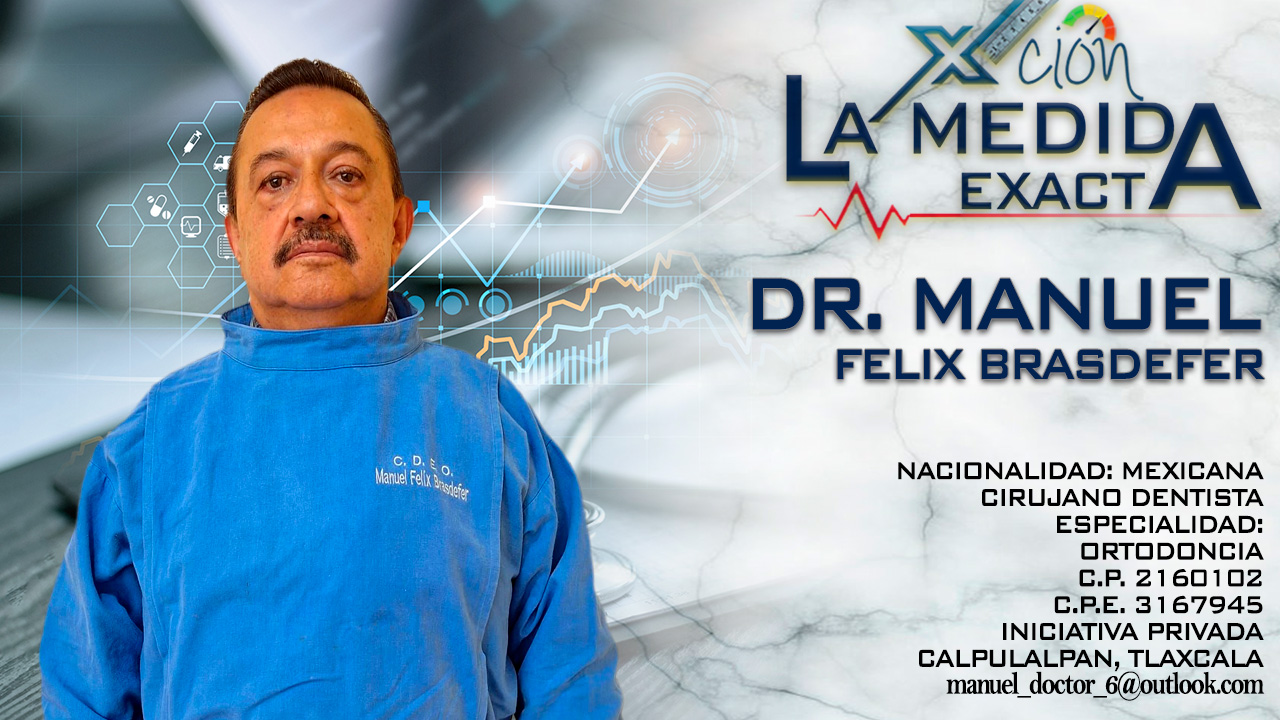 X ción
LA MEDIDA
EXACTA
DR. MANUEL
FELIX BRASDEFER
C. D. E. O.
Manuel Felix Brasdefer
NACIONALIDAD: MEXICANA
CIRUJANO DENTISTA
ESPECIALIDAD:
ORTODONCIA
C.P. 2160102
C.P.E. 3167945
INICIATIVA PRIVADA
CALPULALPAN, TLAXCALA
manuel_doctor_6@outlook.com